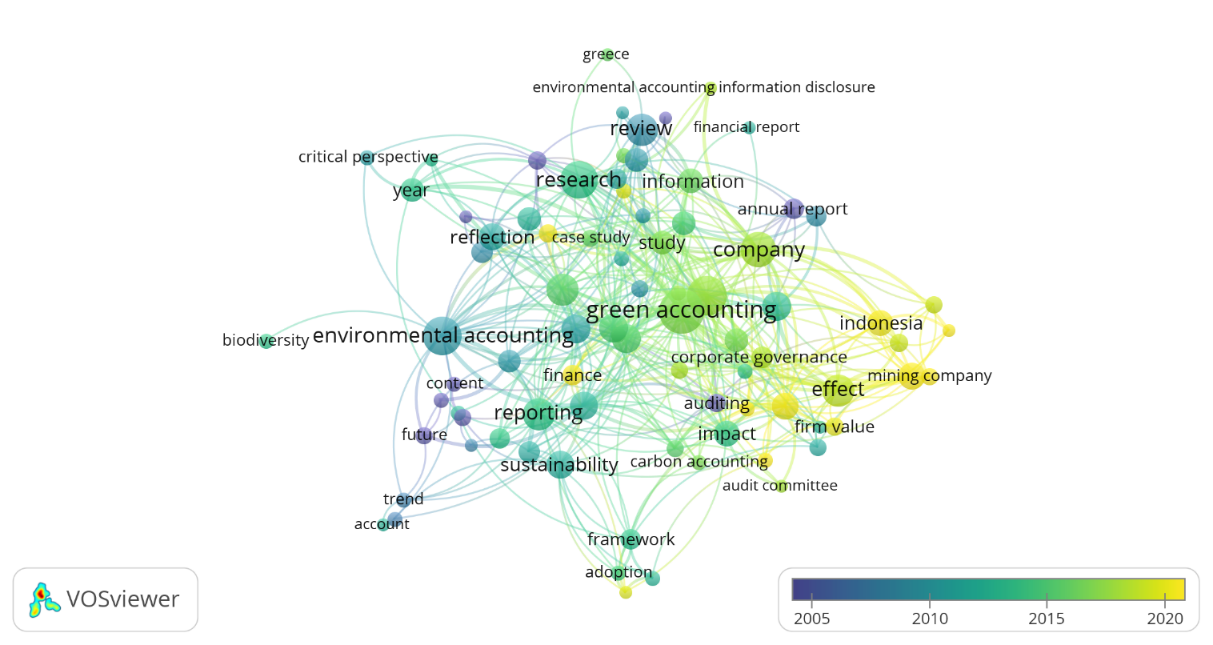 greece
environmental accounting information disclosure
review
financial report
critical perspective
year
research
information
annual report
reflection
case study
study
company
green accounting
indonesia
biodiversity
environmental accounting
corporate governance
finance
mining company
content
effect
auditing
reporting
future
impact
firm value
sustainability
carbon accounting
audit committee
trend
account
framework
adoption
VOSviewer
2005
2010
2015
2020